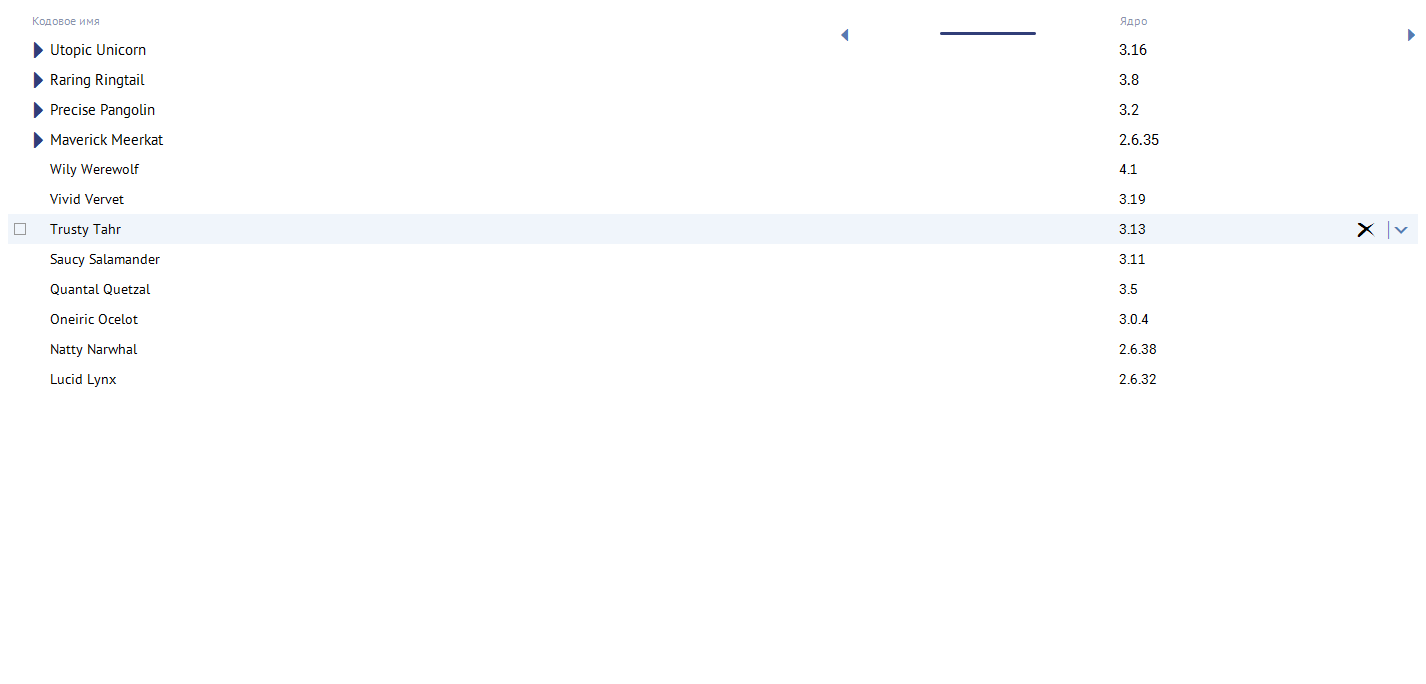 Кодовое имя Ядро
Utopic Unicorn 3.16
Raring Ringtail 3.8
Precise Pangolin 3.2
Maverick Meerkat 2.6.35
Wily Werewolf 4.1
Vivid Vervet 3.19
Trusty Tahr 3.13
Saucy Salamander 3.11
Quantal Quetzal 3.5
Oneiric Ocelot 3.0.4
Natty Narwhal 2.6.38
Lucid Lynx 2.6.32